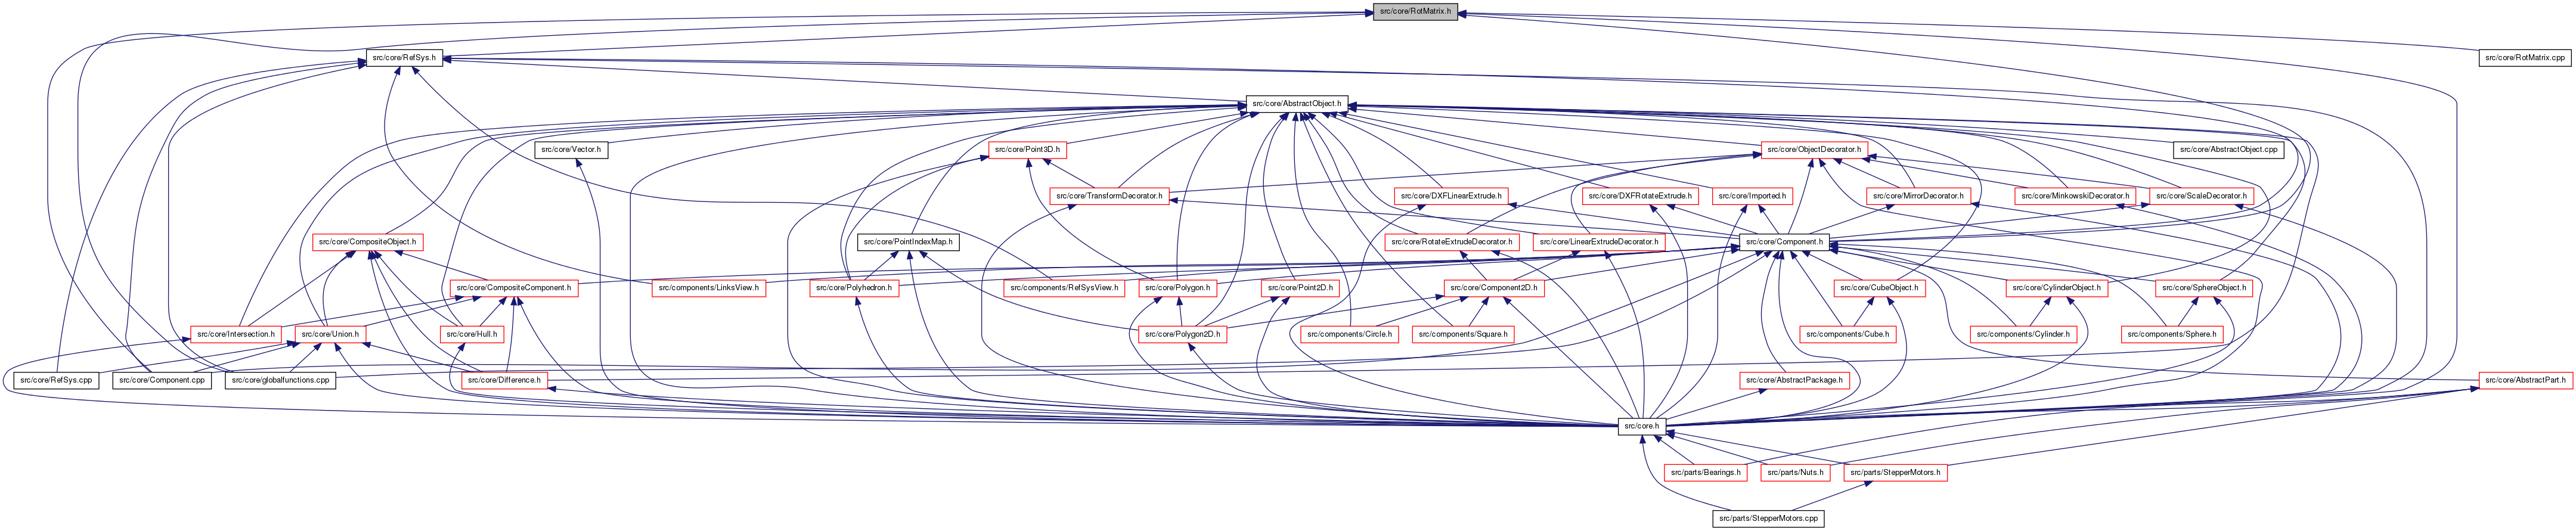 src/core/RotMatrix.h
src/core/RefSys.h
src/core/RotMatrix.cpp
src/core/AbstractObject.h
src/core/Vector.h
src/core/Point3D.h
src/core/ObjectDecorator.h
src/core/AbstractObject.cpp
src/core/TransformDecorator.h
src/core/DXFLinearExtrude.h
src/core/DXFRotateExtrude.h
src/core/Imported.h
src/core/MirrorDecorator.h
src/core/MinkowskiDecorator.h
src/core/ScaleDecorator.h
src/core/CompositeObject.h
src/core/PointIndexMap.h
src/core/RotateExtrudeDecorator.h
src/core/LinearExtrudeDecorator.h
src/core/Component.h
src/core/CompositeComponent.h
src/components/LinksView.h
src/core/Polyhedron.h
src/components/RefSysView.h
src/core/Polygon.h
src/core/Point2D.h
src/core/Component2D.h
src/core/CubeObject.h
src/core/CylinderObject.h
src/core/SphereObject.h
src/core/Intersection.h
src/core/Union.h
src/core/Hull.h
src/core/Polygon2D.h
src/components/Circle.h
src/components/Square.h
src/components/Cube.h
src/components/Cylinder.h
src/components/Sphere.h
src/core/RefSys.cpp
src/core/Component.cpp
src/core/globalfunctions.cpp
src/core/Difference.h
src/core/AbstractPackage.h
src/core/AbstractPart.h
src/core.h
src/parts/Bearings.h
src/parts/Nuts.h
src/parts/StepperMotors.h
src/parts/StepperMotors.cpp